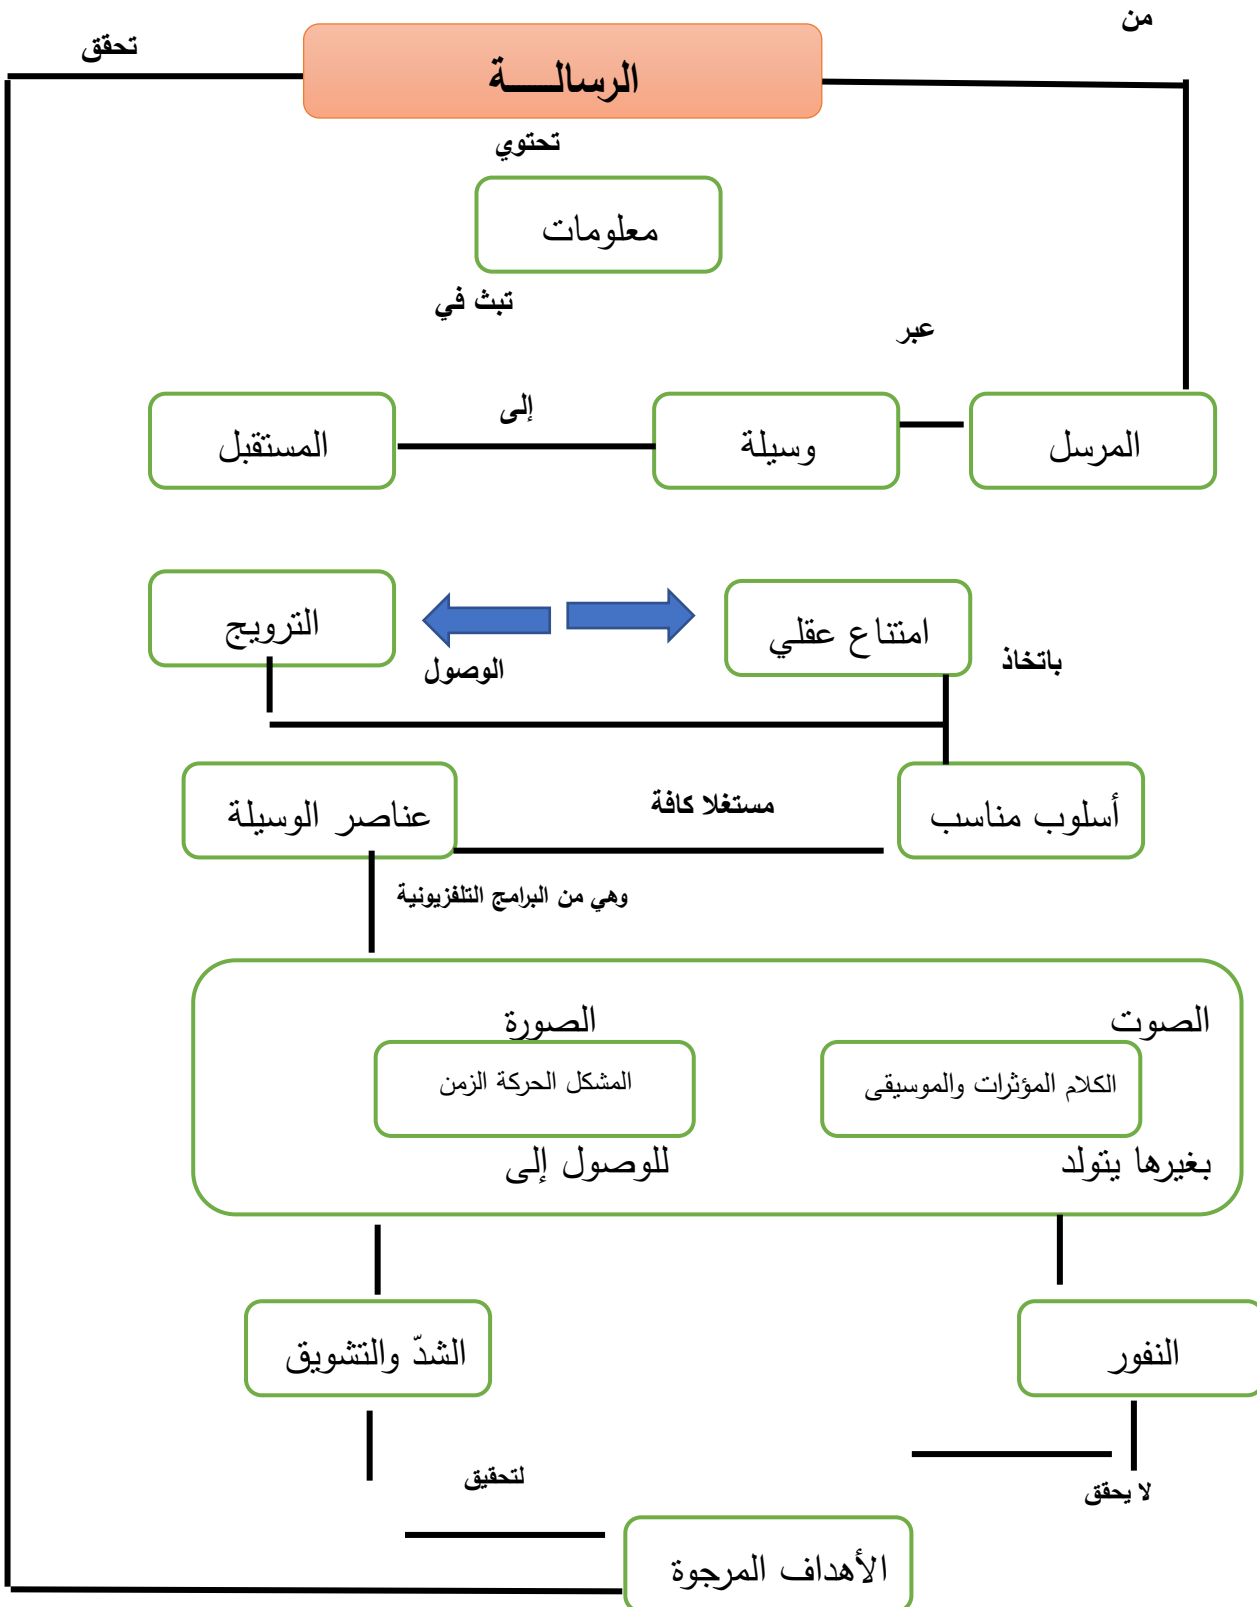 من
تحقق
الرسالـــــة
تحتوي
معلومات
تبث في
عبر
إلى
المرسل
وسيلة
المستقبل
امتتاع عقلي
الترويج
باتخاذ
الوصول
أسلوب مناسب
مستغلا كافة
عناصر الوسيلة
وهي من البرامج التلفزيونية
الصوت
الصورة
الكلام المؤثرات والموسيقى
المشكل الحركة الزمن
بغيرها يتولد
للوصول إلى
النفور
الشدّ والتشويق
لا يحقق
لتحقيق
الأهداف المرجوة